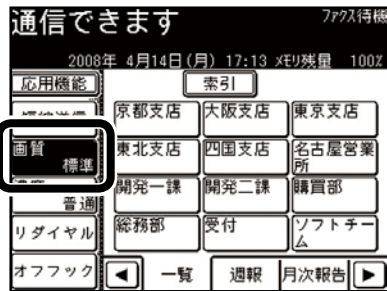 通信できます
ファクス待機
2008年 4月14日(月) 17:13 メモリ残量 100%
応用機能
索引
京都支店
大阪支店
東京支店
画質
標準
東北支店
四国支店
名古屋営業所
普通
開発一課
開発二課
購買部
リダイヤル
総務部
受付
ソフトチーム
オフフック
一覧
週報
月次報告